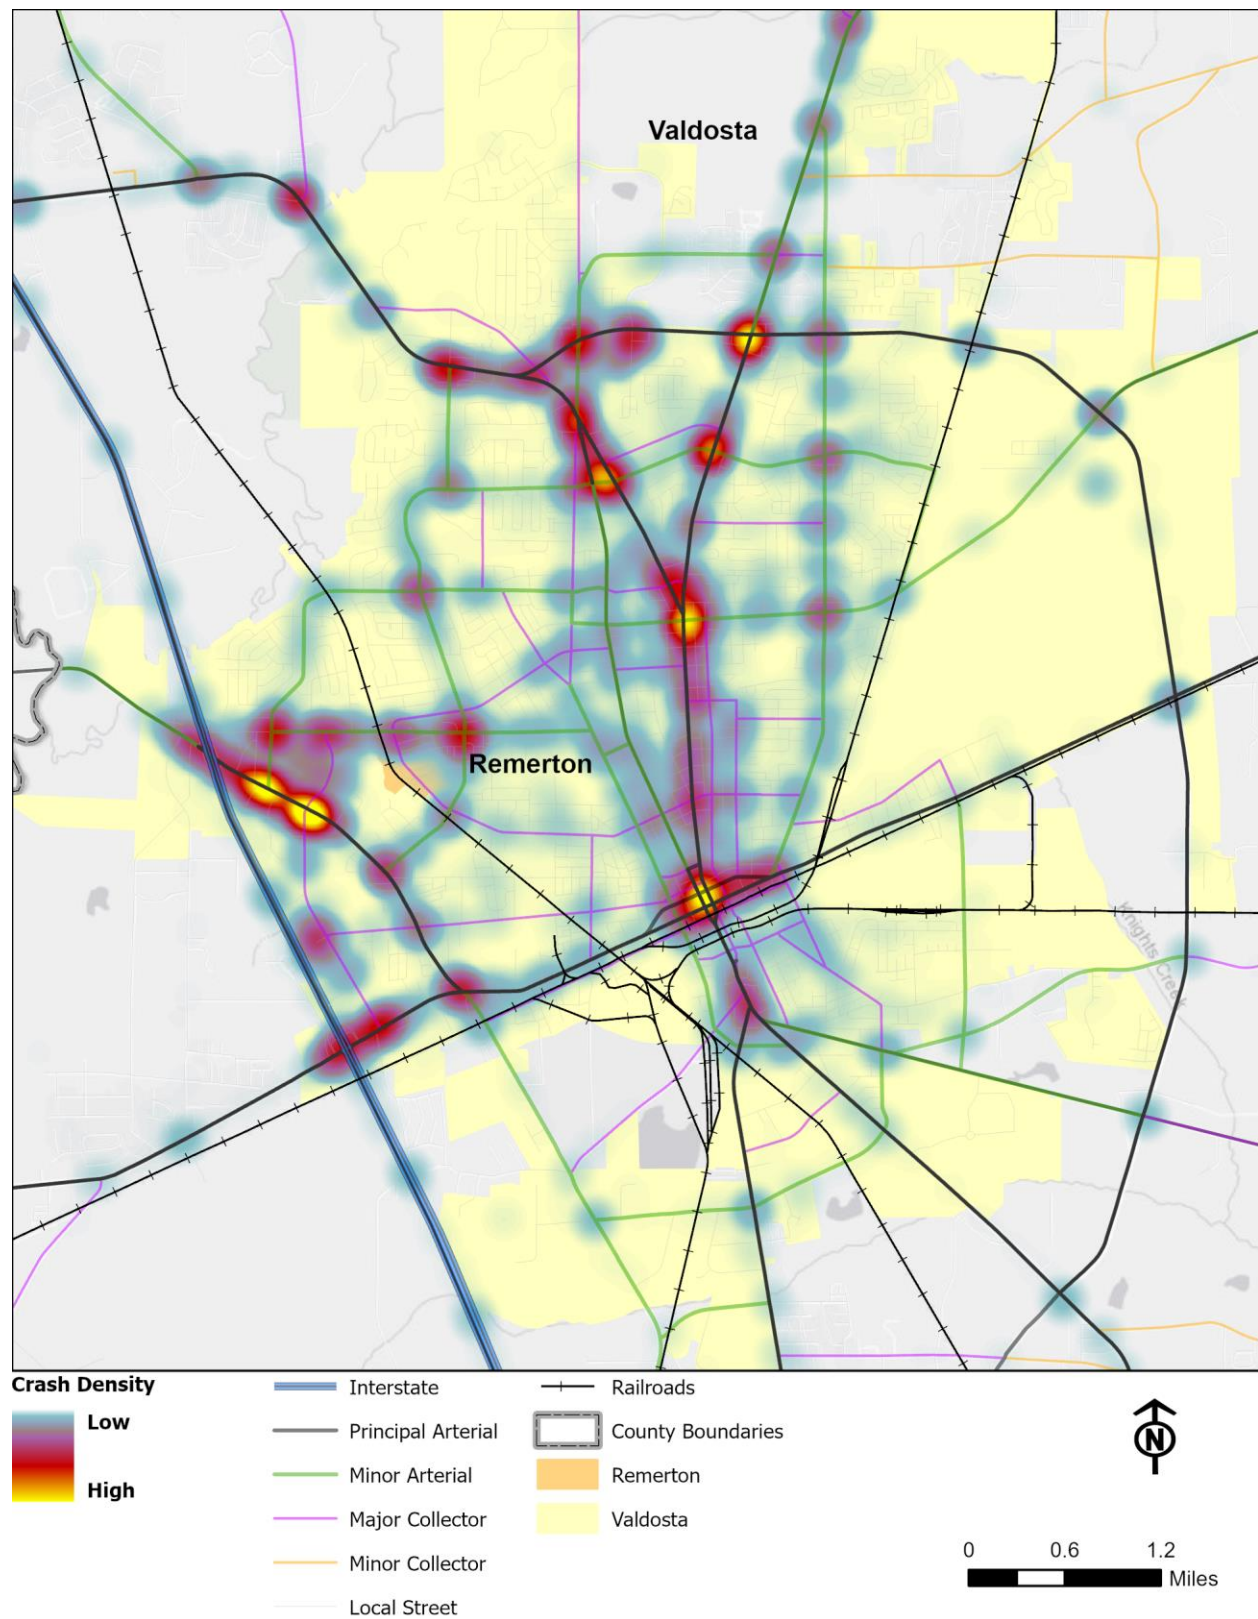 Valdosta
Remerton
Knights Creek
Crash Density
Low
High
Interstate
Principal Arterial
Minor Arterial
Major Collector
Minor Collector
Local Street
Railroads
County Boundaries
Remerton
Valdosta
N
0 0.6 1.2
Miles